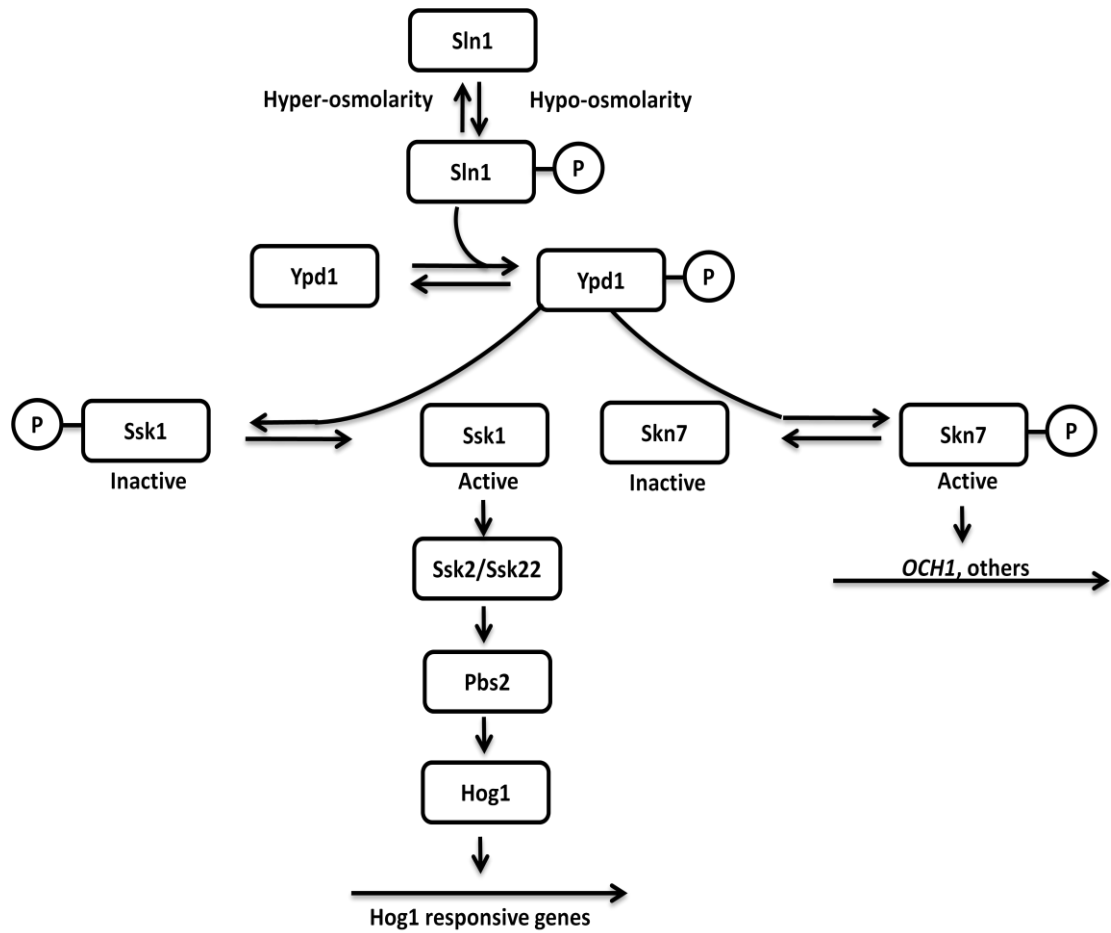 Sln1
Hyper-osmolarity
Hypo-osmolarity
Sln1
P
Ypd1
Ypd1
P
P
Ssk1
Ssk1
Skn7
Skn7
P
Inactive
Active
Inactive
Active
Ssk2/Ssk22
OCH1, others
Pbs2
Hog1
Hog1 responsive genes